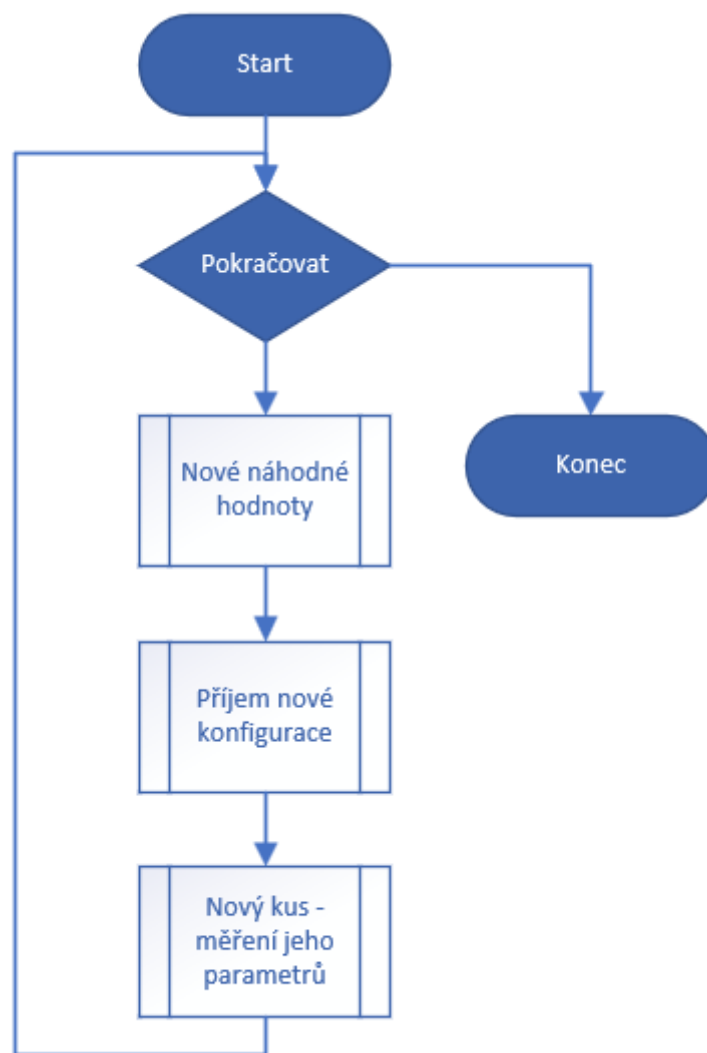 Start
Pokračovat
Nové náhodné
hodnoty
Konec
Příjem nové
konfigurace
Nový kus -
měření jeho
parametrů